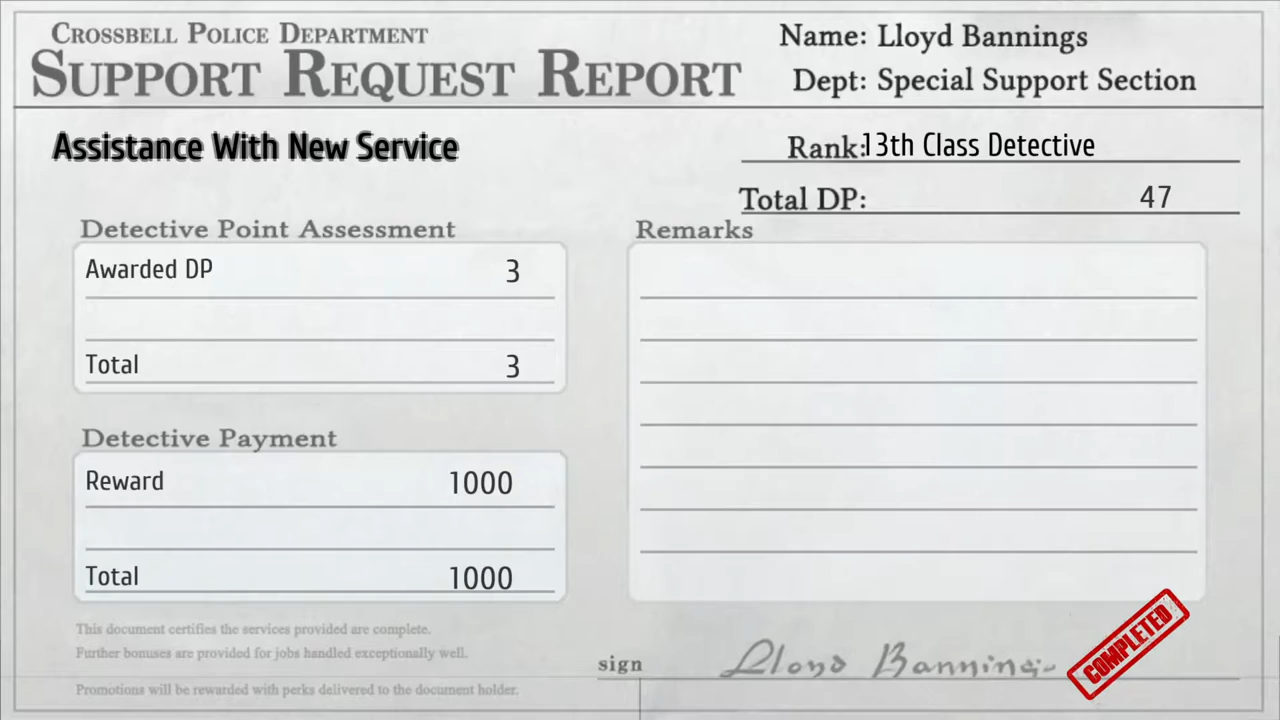 CROSSBELL POLICE DEPARTMENT
SUPPORT REQUEST REPORT
Name: Lloyd Bannings
Dept: Special Support Section
Assistance With New Service
Rank:13th Class Detective
Total DP: 47
Detective Point Assessment
Awarded DP 3
Total 3
Remarks
Detective Payment
Reward 1000
Total 1000
This document certifies the services provided are complete.
Further bonuses are provided for jobs handled exceptionally well.
Promotions will be rewarded with perks delivered to the document holder.
sign Lloyd Bannings
COMPLETED